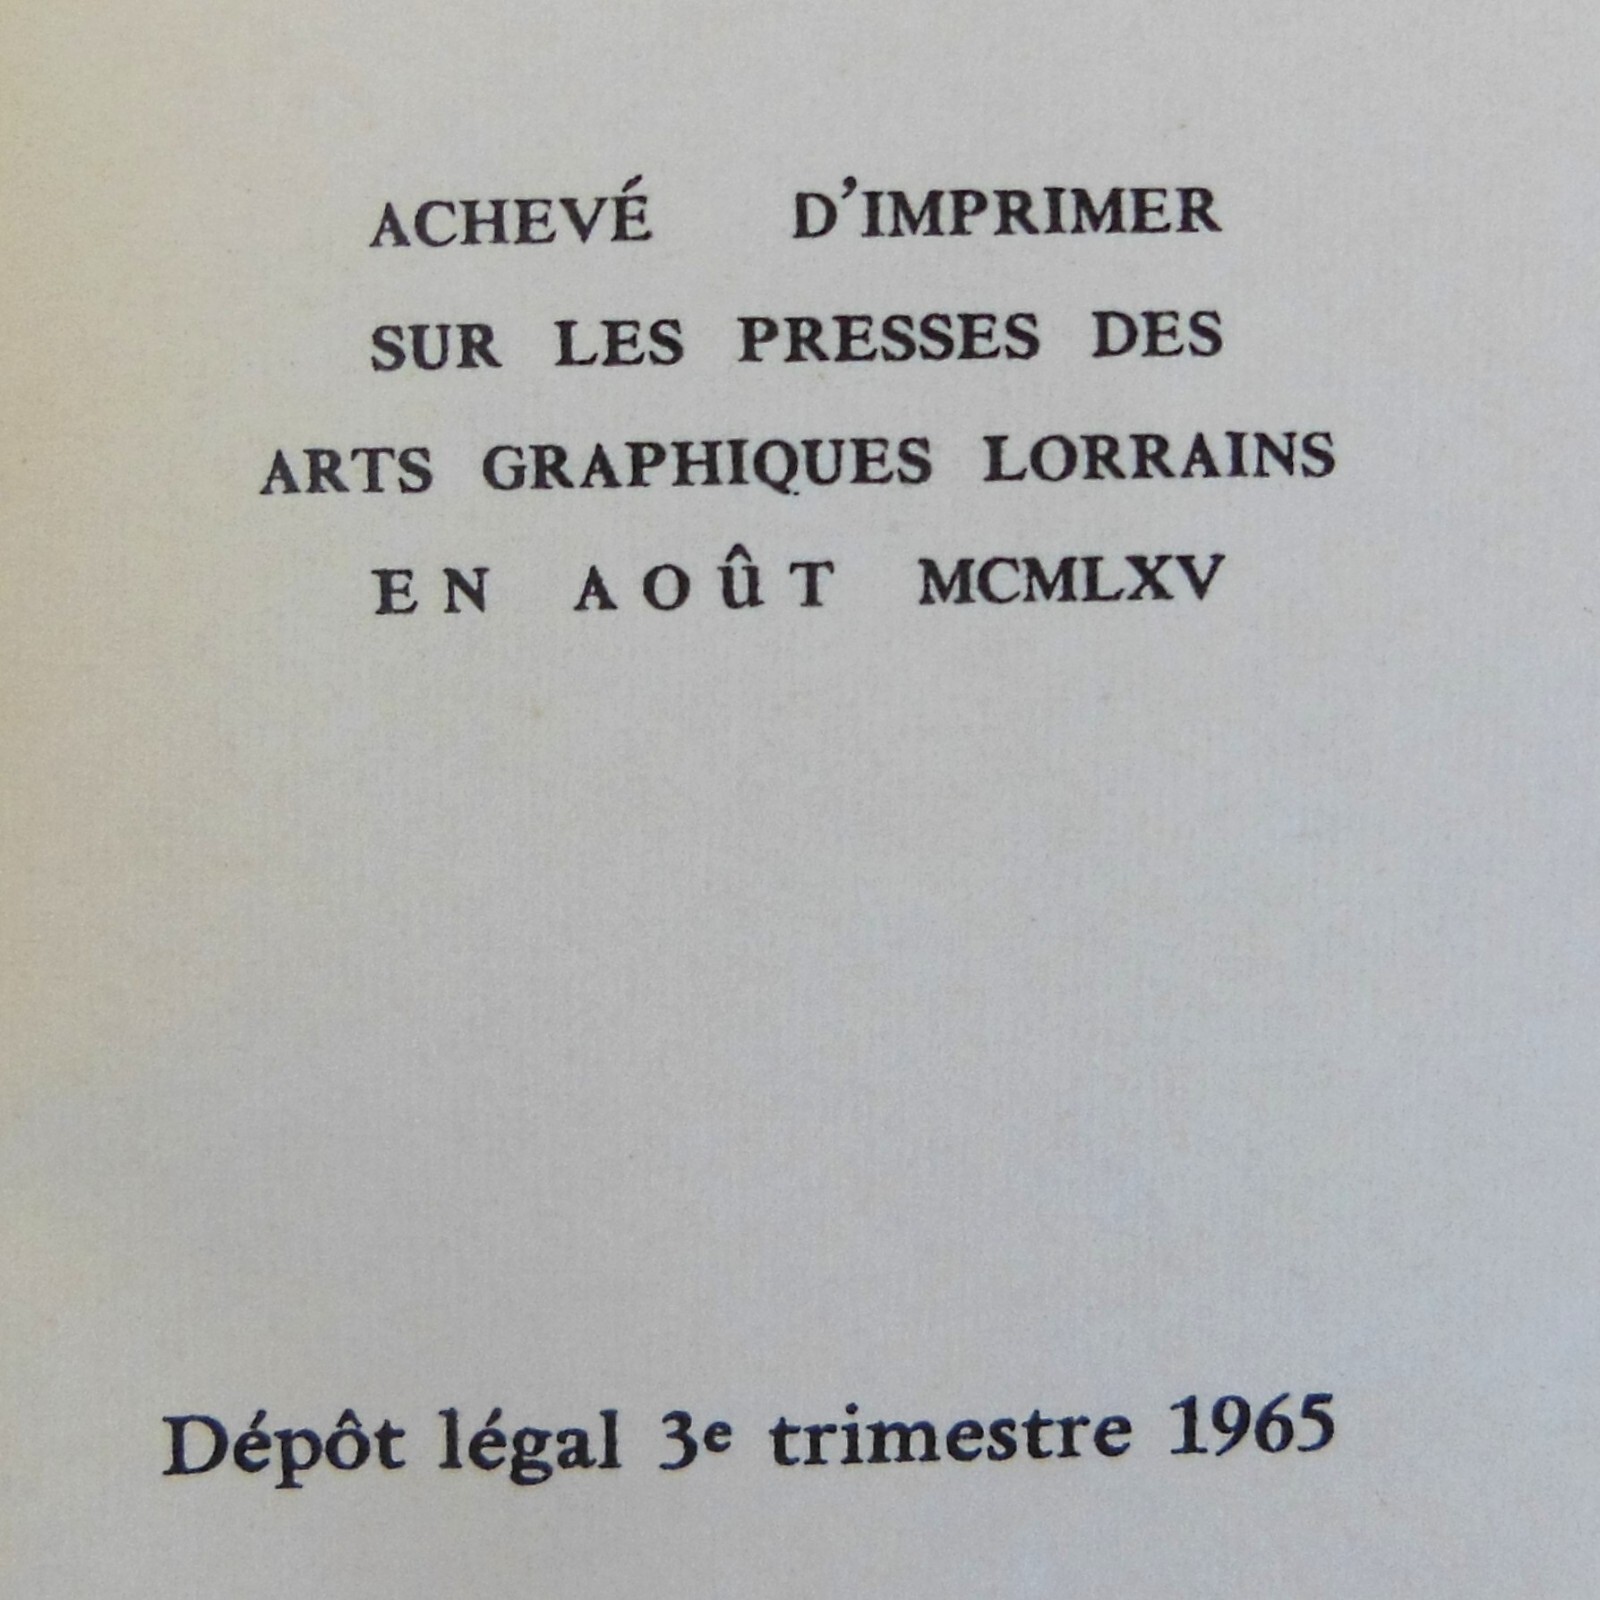 ACHEVÉ D'IMPRIMER
SUR LES PRESSES DES
ARTS GRAPHIQUES LORRAINS
EN AOûT MCMLXV
Dépôt légal 3e trimestre 1965